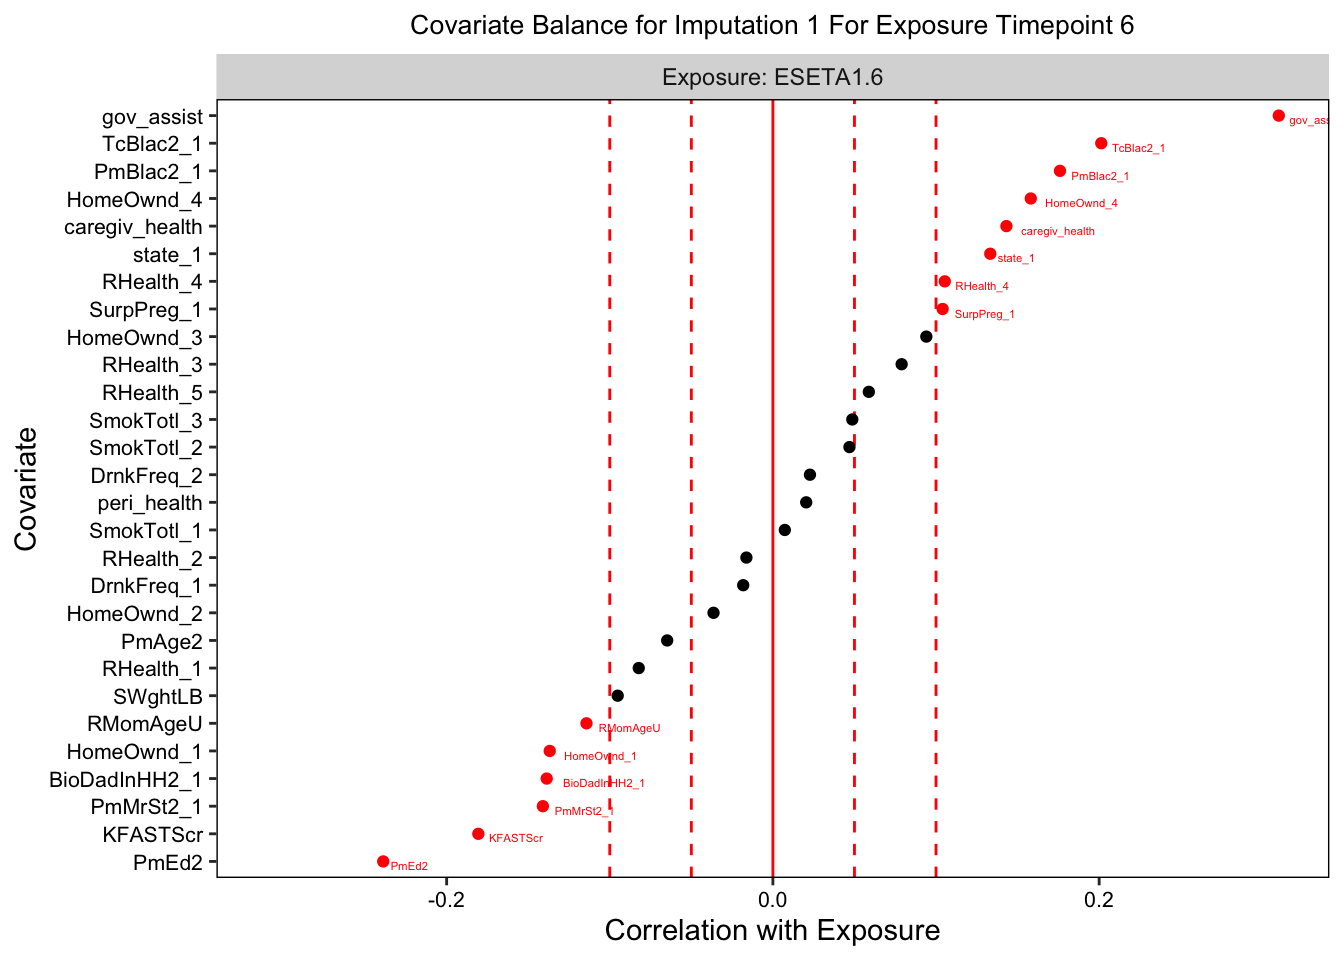 Covariate Balance for Imputation 1 For Exposure Timepoint 6
Exposure: ESETA1.6
Covariate
gov_assist
TcBlac2_1
PmBlac2_1
HomeOwnd_4
caregiv_health
state_1
RHealth_4
SurpPreg_1
HomeOwnd_3
RHealth_3
RHealth_5
SmokTotl_3
SmokTotl_2
DrnkFreq_2
peri_health
SmokTotl_1
RHealth_2
DrnkFreq_1
HomeOwnd_2
PmAge2
RHealth_1
SWghtLB
RMomAgeU
HomeOwnd_1
BioDadInHH2_1
PmMrSt2_1
KFASTScr
PmEd2
gov_ass
TcBlac2_1
PmBlac2_1
HomeOwnd_4
caregiv_health
state_1
RHealth_4
SurpPreg_1
RMomAgeU
HomeOwnd_1
BioDadInHH2_1
PmMrSt2_1
KFASTScr
PmEd2
-0.2 0.0 0.2
Correlation with Exposure